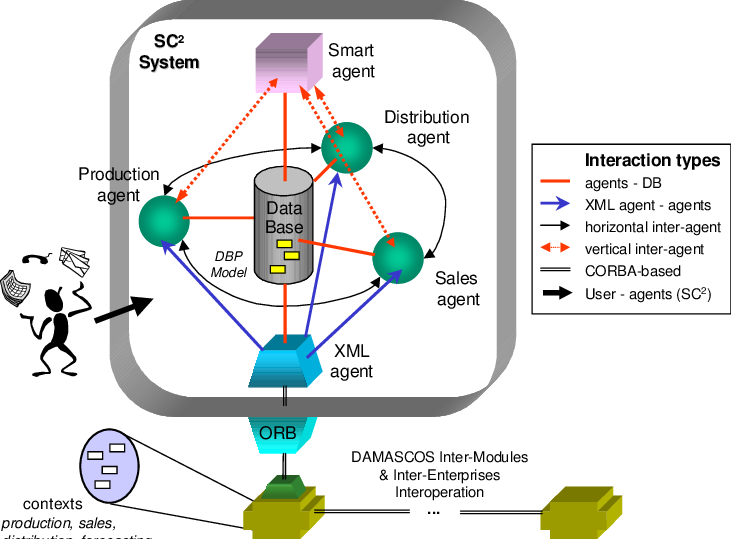 SC²
System
Smart
agent
Distribution
agent
Production
agent
Data
Base
DBP
Model
Sales
agent
XML
agent
ORB
Interaction types
agents - DB
XML agent - agents
horizontal inter-agent
vertical inter-agent
CORBA-based
User - agents (SC²)
DAMASCOS Inter-Modules
& Inter-Enterprises
Interoperation
...
contexts
production, sales,
distribution, forecasting